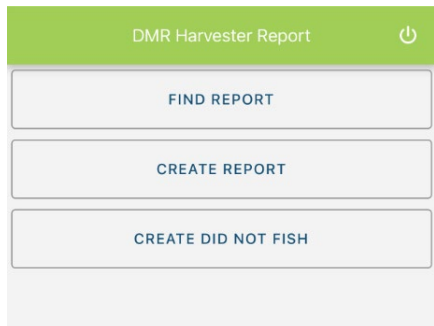 DMR Harvester Report
FIND REPORT
CREATE REPORT
CREATE DID NOT FISH